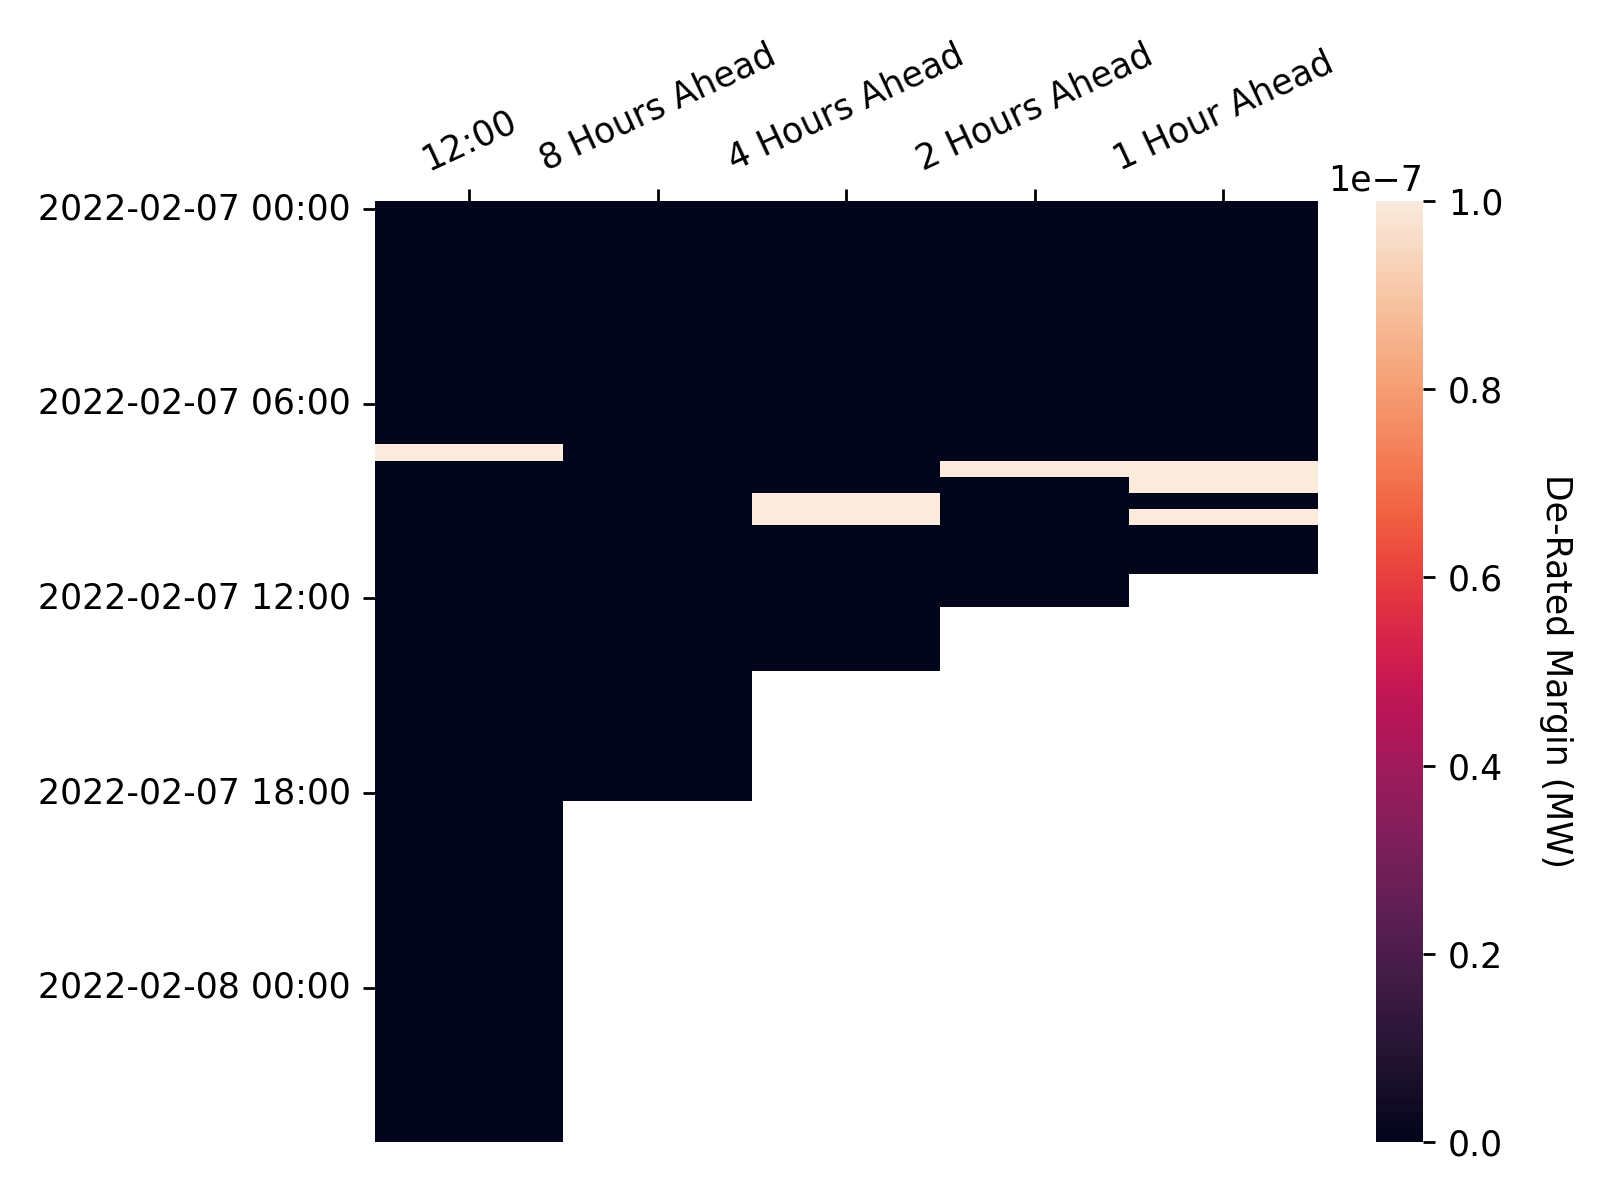 12:00
8 Hours Ahead
4 Hours Ahead
2 Hours Ahead
1 Hour Ahead
2022-02-07 00:00
2022-02-07 06:00
2022-02-07 12:00
2022-02-07 18:00
2022-02-08 00:00
1e−7
1.0
0.8
0.6
0.4
0.2
0.0
De-Rated Margin (MW)